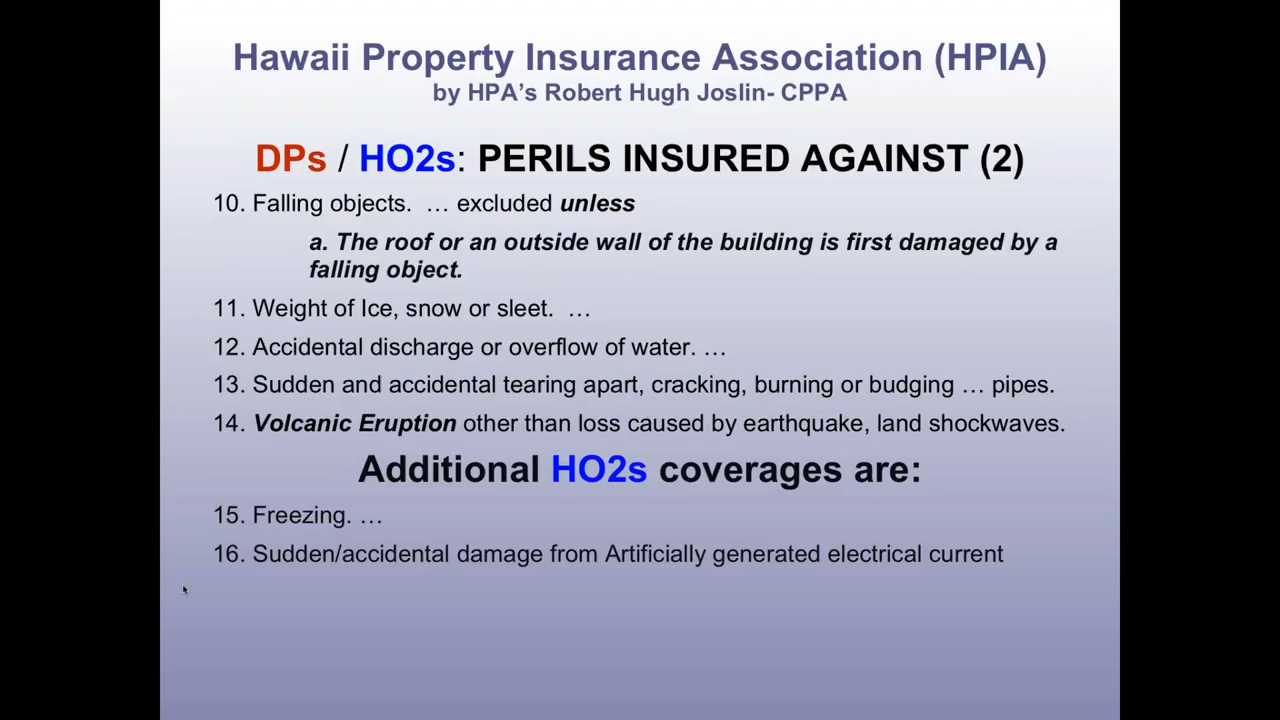 Hawaii Property Insurance Association (HPIA)
by HPA's Robert Hugh Joslin- CPPA
DPs / HO2s: PERILS INSURED AGAINST (2)
10. Falling objects.  … excluded unless
a. The roof or an outside wall of the building is first damaged by a
falling object.
11. Weight of Ice, snow or sleet.  …
12. Accidental discharge or overflow of water. …
13. Sudden and accidental tearing apart, cracking, burning or budging … pipes.
14. Volcanic Eruption other than loss caused by earthquake, land shockwaves.
Additional HO2s coverages are:
15. Freezing. …
16. Sudden/accidental damage from Artificially generated electrical current